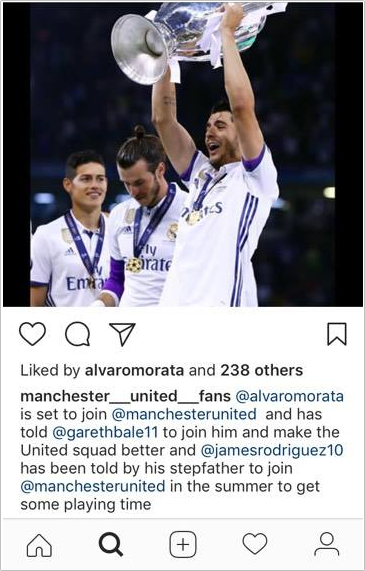 Fly
Emirates
Liked by alvaromorata and 238 others
manchester___united___fans @alvaromorata
is set to join @manchesterunited  and has
told @garethbale11 to join him and make the
United squad better and @jamesrodriguez10
has been told by his stepfather to join
@manchesterunited in the summer to get
some playing time